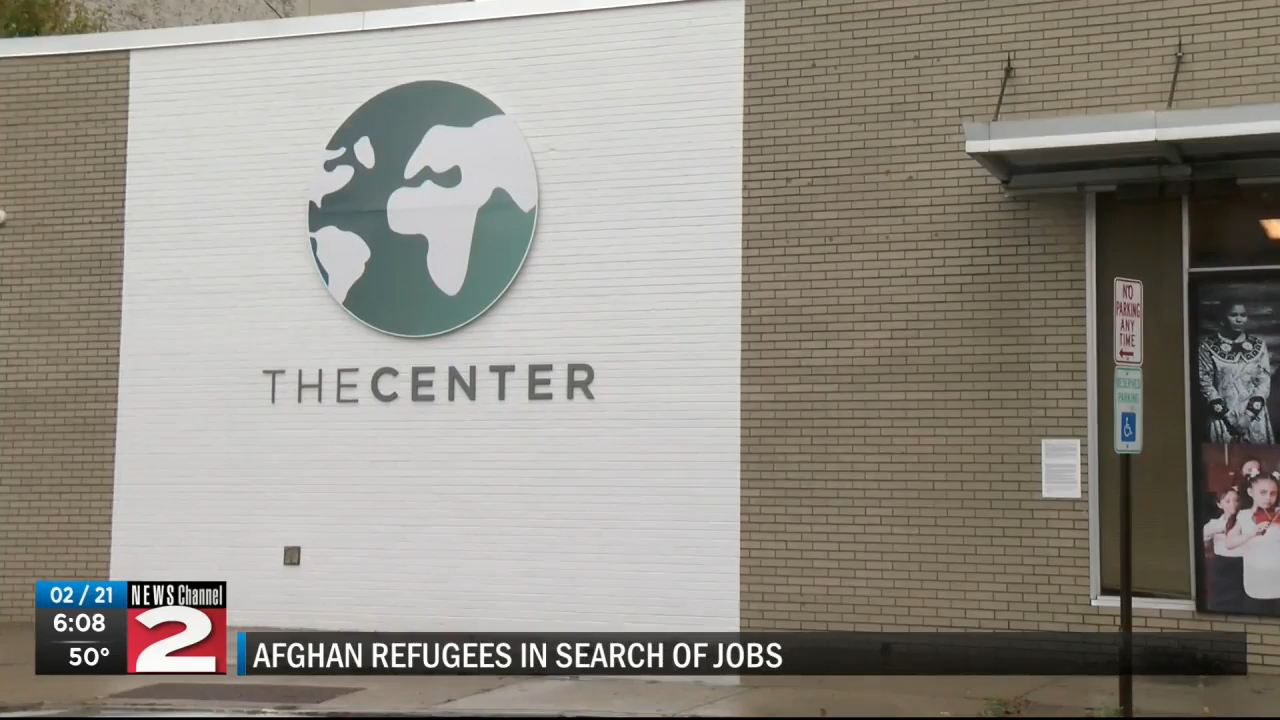 THECENTER
NO
PARKING
ANY
TIME
RESERVED
PARKING
02 / 21
6:08
50°
NEWS Channel
2
AFGHAN REFUGEES IN SEARCH OF JOBS